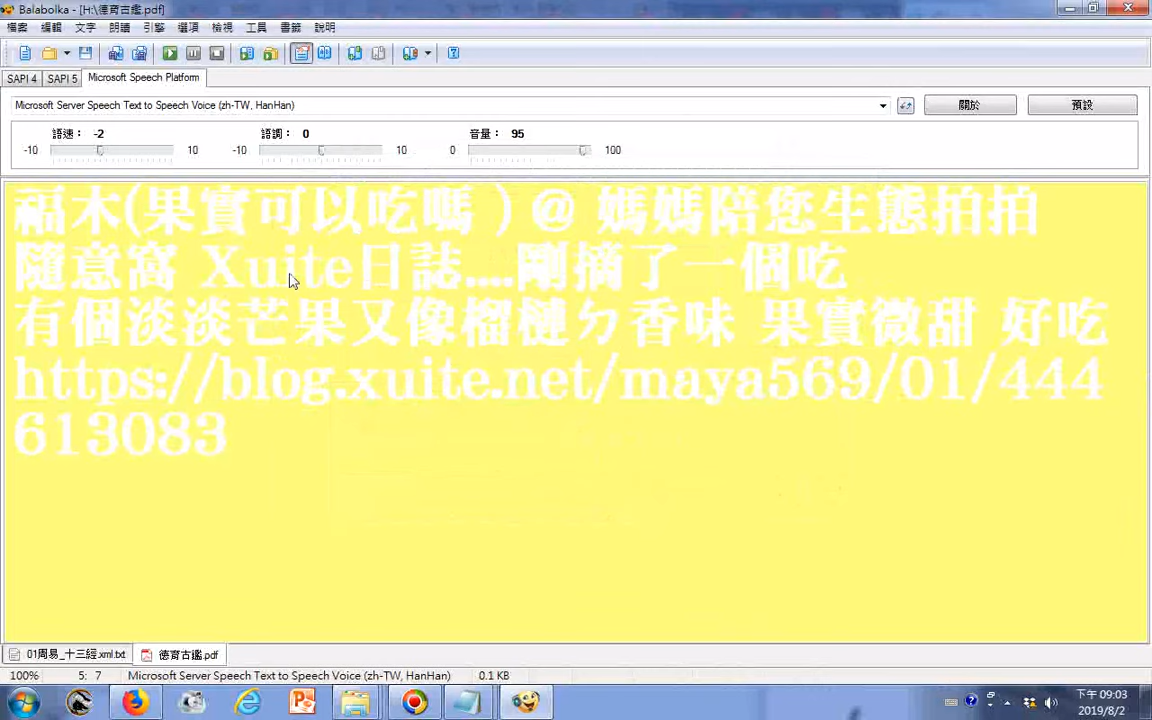 Balabolka - [H:\德育古鑑.pdf]
檔案 編輯 文字 朗讀 引擎 選項 檢視 工具 書籤 說明
SAPI 4 SAPI 5 Microsoft Speech Platform
Microsoft Server Speech Text to Speech Voice (zh-TW, HanHan) 關於 預設
語速： -2 語調： 0 音量： 95
-10 10 -10 10 0 100
福木(果實可以吃嗎 ) @ 媽媽陪您生態拍拍
隨意窩 Xuite日誌....剛摘了一個吃
有個淡淡芒果又像榴槤ㄉ香味 果實微甜 好吃
https://blog.xuite.net/maya569/01/444
613083
01周易_十三經.xml.txt 德育古鑑.pdf
100% 5: 7 Microsoft Server Speech Text to Speech Voice (zh-TW, HanHan) 0.1 KB
下午 09:03
2019/8/2